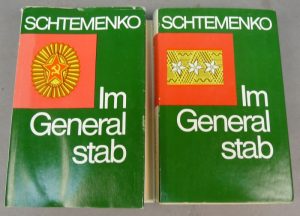 SCHTEMENKO
Im
General
stab
SCHTEMENKO
Im
General
stab